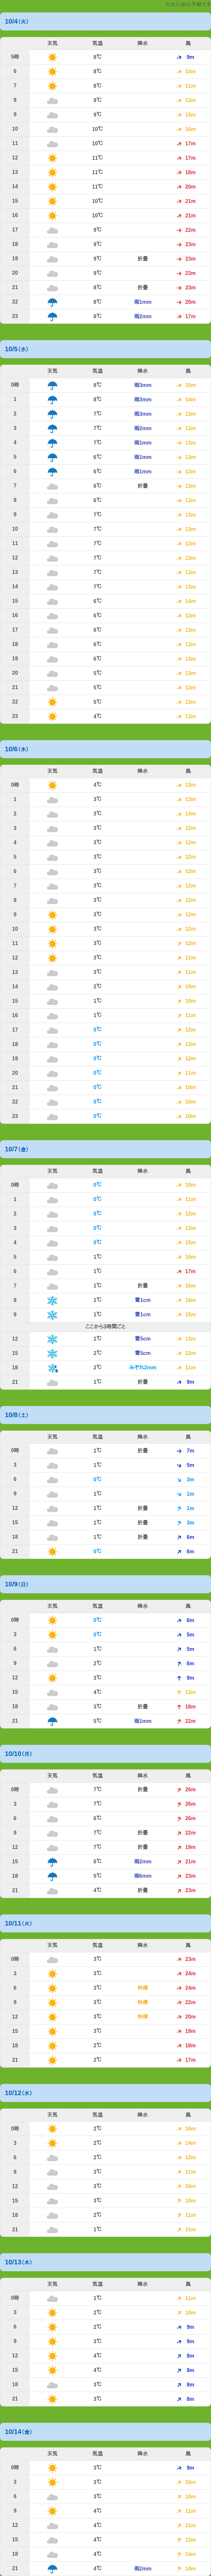 ※強刀曲の予報です
10/4(火)
天気 気温 降水 風
5時 8℃ 9m
6 8℃ 10m
7 8℃ 11m
8 9℃ 13m
9 9℃ 15m
10 10℃ 16m
11 10℃ 17m
12 11℃ 17m
13 11℃ 18m
14 11℃ 20m
15 10℃ 21m
16 10℃ 21m
17 9℃ 22m
18 9℃ 23m
19 9℃ 折畳 23m
20 9℃ 23m
21 8℃ 折畳 23m
22 8℃ 雨1mm 20m
23 8℃ 雨2mm 17m
10/5(水)
天気 気温 降水 風
0時 8℃ 雨3mm 15m
1 8℃ 雨3mm 14m
2 7℃ 雨3mm 13m
3 7℃ 雨2mm 13m
4 7℃ 雨1mm 13m
5 6℃ 雨1mm 13m
6 6℃ 雨1mm 13m
7 6℃ 折畳 13m
8 6℃ 13m
9 7℃ 13m
10 7℃ 13m
11 7℃ 13m
12 7℃ 13m
13 7℃ 13m
14 7℃ 13m
15 6℃ 14m
16 6℃ 13m
17 6℃ 13m
18 6℃ 13m
19 6℃ 13m
20 5℃ 13m
21 5℃ 13m
22 5℃ 13m
23 4℃ 13m
10/6(木)
天気 気温 降水 風
0時 4℃ 12m
1 3℃ 13m
2 3℃ 13m
3 3℃ 12m
4 3℃ 12m
5 3℃ 12m
6 3℃ 12m
7 3℃ 12m
8 3℃ 12m
9 3℃ 12m
10 3℃ 12m
11 3℃ 12m
12 3℃ 11m
13 3℃ 11m
14 2℃ 10m
15 1℃ 10m
16 1℃ 11m
17 0℃ 12m
18 0℃ 13m
19 0℃ 12m
20 0℃ 11m
21 0℃ 10m
22 0℃ 10m
23 0℃ 10m
10/7(金)
天気 気温 降水 風
0時 0℃ 10m
1 0℃ 11m
2 0℃ 12m
3 0℃ 13m
4 0℃ 15m
5 1℃ 16m
6 1℃ 17m
7 1℃ 折畳 16m
8 1℃ 雪1cm 16m
9 1℃ 雪1cm 15m
ここから3時間ごと
12 1℃ 雪5cm 13m
15 2℃ 雪5cm 12m
18 2℃ みぞれ2mm 11m
21 1℃ 折畳 9m
10/8(土)
天気 気温 降水 風
0時 1℃ 折畳 7m
3 1℃ 5m
6 0℃ 3m
9 1℃ 1m
12 1℃ 折畳 1m
15 1℃ 折畳 3m
18 1℃ 折畳 6m
21 0℃ 6m
10/9(日)
天気 気温 降水 風
0時 0℃ 6m
3 0℃ 5m
6 1℃ 5m
9 2℃ 6m
12 3℃ 9m
15 4℃ 13m
18 3℃ 折畳 18m
21 5℃ 雨1mm 22m
10/10(月)
天気 気温 降水 風
0時 7℃ 折畳 26m
3 7℃ 26m
6 6℃ 26m
9 7℃ 折畳 22m
12 7℃ 折畳 19m
15 6℃ 雨2mm 21m
18 5℃ 雨6mm 23m
21 4℃ 折畳 23m
10/11(火)
天気 気温 降水 風
0時 3℃ 23m
3 3℃ 24m
6 3℃ 快晴 24m
9 3℃ 快晴 22m
12 3℃ 快晴 20m
15 3℃ 19m
18 2℃ 18m
21 2℃ 17m
10/12(水)
天気 気温 降水 風
0時 2℃ 16m
3 2℃ 14m
6 2℃ 12m
9 3℃ 11m
12 3℃ 10m
15 3℃ 10m
18 2℃ 11m
21 1℃ 11m
10/13(木)
天気 気温 降水 風
0時 1℃ 11m
3 2℃ 10m
6 2℃ 9m
9 3℃ 9m
12 4℃ 8m
15 4℃ 8m
18 3℃ 8m
21 3℃ 8m
10/14(金)
天気 気温 降水 風
0時 3℃ 9m
3 3℃ 10m
6 3℃ 10m
9 4℃ 11m
12 4℃ 11m
15 4℃ 13m
18 4℃ 14m
21 4℃ 雨2mm 14m